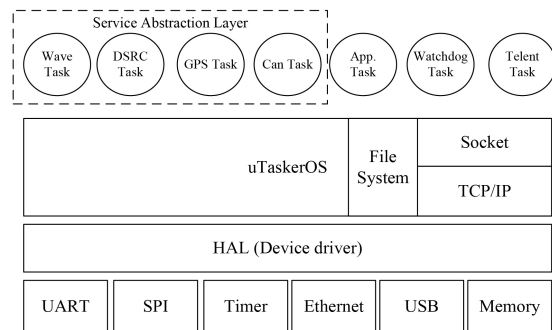 Service Abstraction Layer
Wave
Task
DSRC
Task
GPS Task
Can Task
App.
Task
Watchdog
Task
Telent
Task
uTaskerOS
File
System
Socket
TCP/IP
HAL (Device driver)
UART
SPI
Timer
Ethernet
USB
Memory